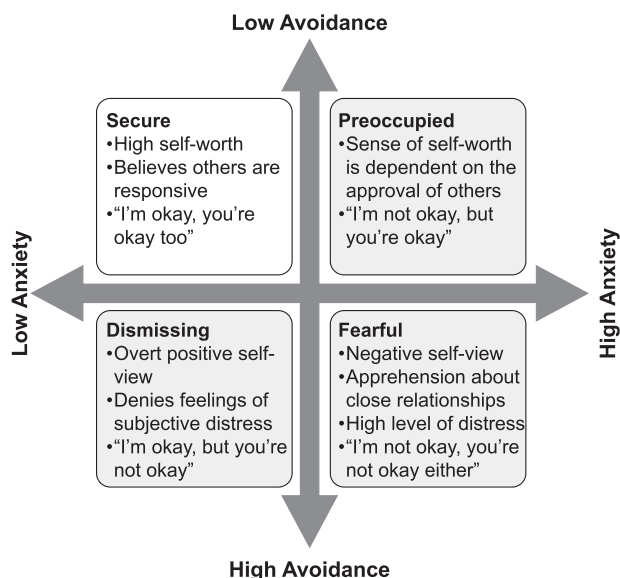 Low Avoidance
Secure
•High self-worth
•Believes others are
responsive
•“I’m okay, you’re
okay too”
Preoccupied
•Sense of self-worth
is dependent on the
approval of others
•“I’m not okay, but
you’re okay”
Low Anxiety
High Anxiety
Dismissing
•Overt positive self-
view
•Denies feelings of
subjective distress
•“I’m okay, but you’re
not okay”
Fearful
•Negative self-view
•Apprehension about
close relationships
•High level of distress
•“I’m not okay, you’re
not okay either”
High Avoidance